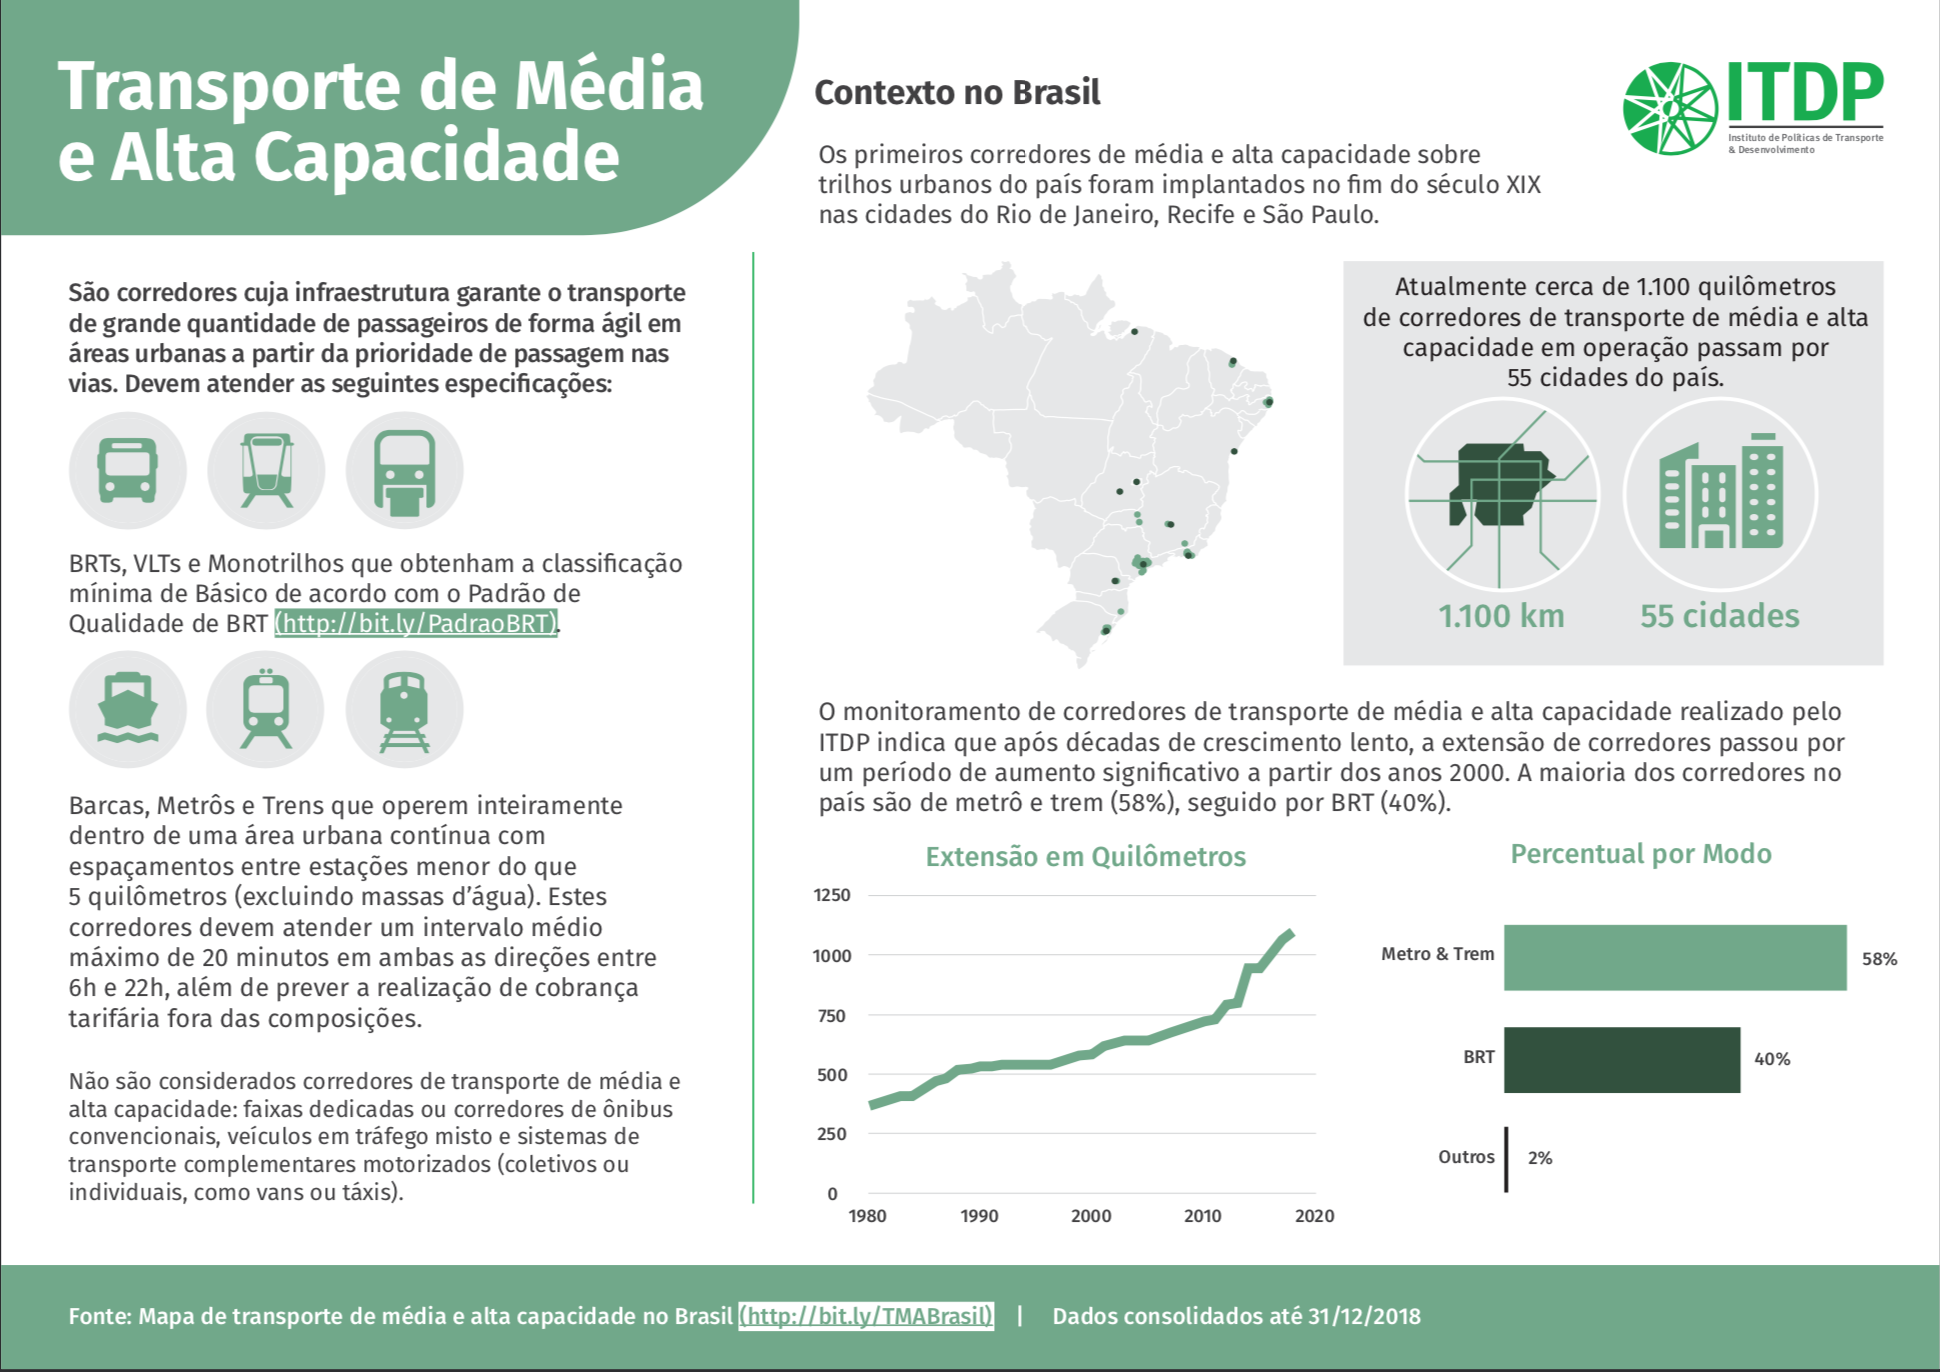 Transporte de Média
e Alta Capacidade
São corredores cuja infraestrutura garante o transporte
de grande quantidade de passageiros de forma ágil em
áreas urbanas a partir da prioridade de passagem nas
vias. Devem atender as seguintes especificações:
BRTs, VLTs e Monotrilhos que obtenham a classificação
mínima de Básico de acordo com o Padrão de
Qualidade de BRT (http://bit.ly/PadraoBRT).
Barcas, Metrôs e Trens que operem inteiramente
dentro de uma área urbana contínua com
espaçamentos entre estações menor do que
5 quilômetros (excluindo massas d’água). Estes
corredores devem atender um intervalo médio
máximo de 20 minutos em ambas as direções entre
6h e 22h, além de prever a realização de cobrança
tarifária fora das composições.
Não são considerados corredores de transporte de média e
alta capacidade: faixas dedicadas ou corredores de ônibus
convencionais, veículos em tráfego misto e sistemas de
transporte complementares motorizados (coletivos ou
individuais, como vans ou táxis).
Contexto no Brasil
Os primeiros corredores de média e alta capacidade sobre
trilhos urbanos do país foram implantados no fim do século XIX
nas cidades do Rio de Janeiro, Recife e São Paulo.
ITDP
Instituto de Políticas de Transporte
& Desenvolvimento
Atualmente cerca de 1.100 quilômetros
de corredores de transporte de média e alta
capacidade em operação passam por
55 cidades do país.
1.100 km
55 cidades
O monitoramento de corredores de transporte de média e alta capacidade realizado pelo
ITDP indica que após décadas de crescimento lento, a extensão de corredores passou por
um período de aumento significativo a partir dos anos 2000. A maioria dos corredores no
país são de metrô e trem (58%), seguido por BRT (40%).
Extensão em Quilômetros
1250
1000
750
500
250
0
1980
1990
2000
2010
2020
Percentual por Modo
Metro & Trem
58%
BRT
40%
Outros
2%
Fonte: Mapa de transporte de média e alta capacidade no Brasil (http://bit.ly/TMABrasil) | Dados consolidados até 31/12/2018